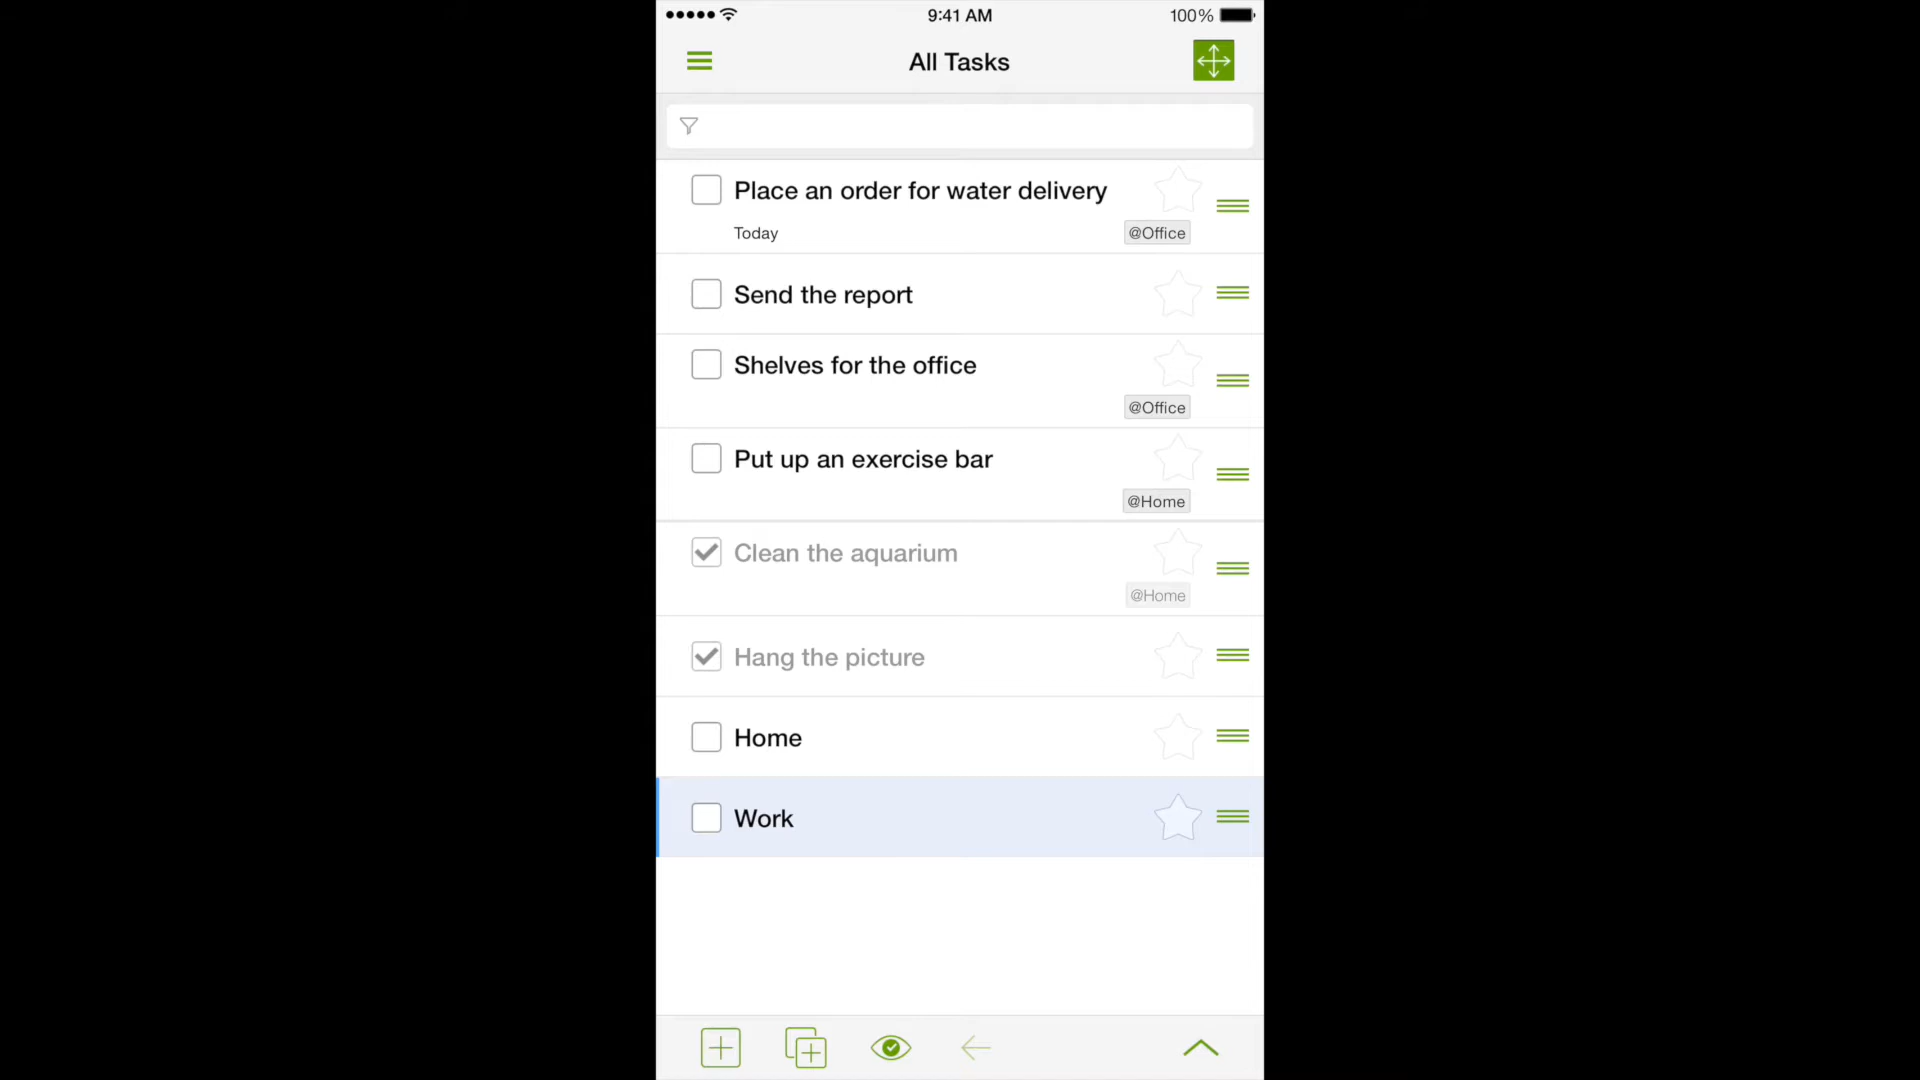 9:41 AM
100%
All Tasks
Place an order for water delivery
Today
@Office
Send the report
Shelves for the office
@Office
Put up an exercise bar
@Home
Clean the aquarium
@Home
Hang the picture
Home
Work